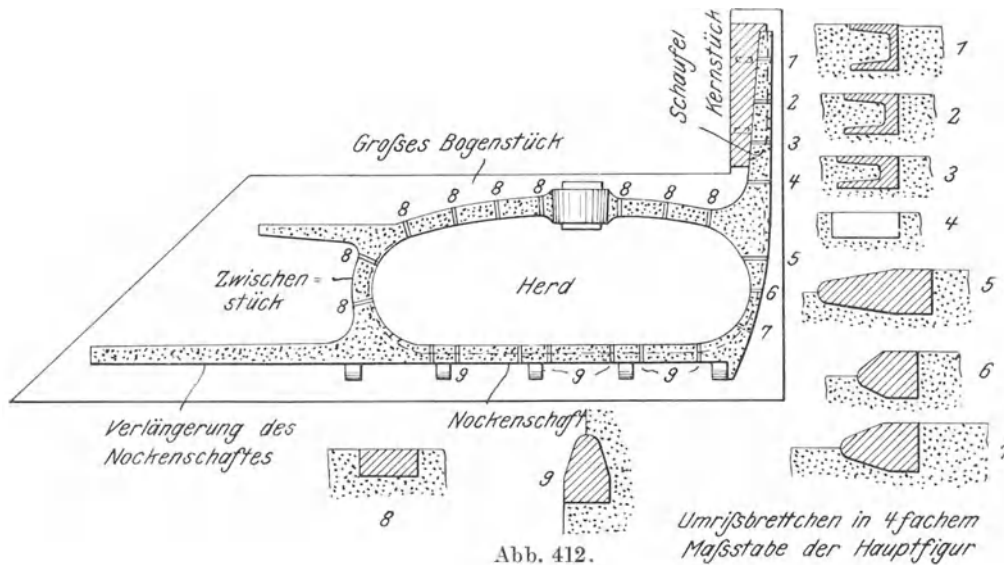 Schaufel
Kernstück
1
2
3
4
5
6
7
Großes Bogenstück
8
8
8
8
8
8
8
8
8
Zwischen=
stück
Herd
9
9
9
Verlängerung des
Nockenschaftes
Nockenschaft
1
2
3
4
5
6
7
8
9
Umrißbrettchen in 4fachem
Maßstabe der Hauptfigur
Abb. 412.